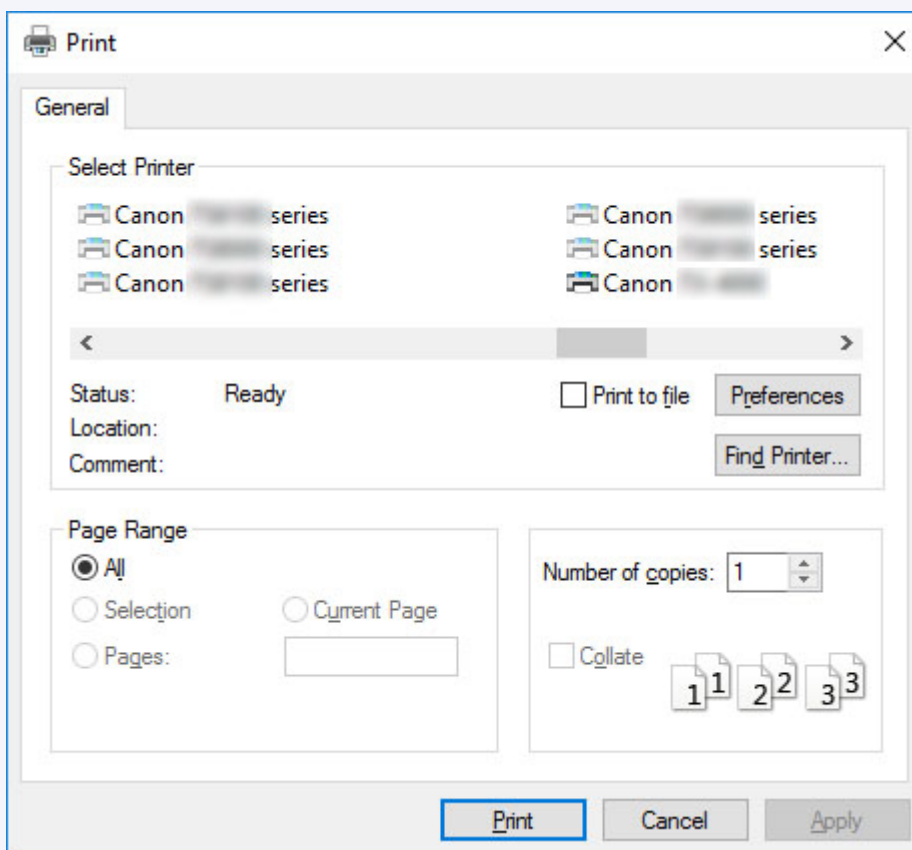 Print
General
Select Printer
Canon series
Canon series
Canon series
Canon series
Canon series
Canon
Status: Ready
Print to file
Preferences
Location:
Comment:
Find Printer...
Page Range
All
Selection
Current Page
Pages:
Number of copies: 1
Collate
1 1 2 2 3 3
Print Cancel Apply